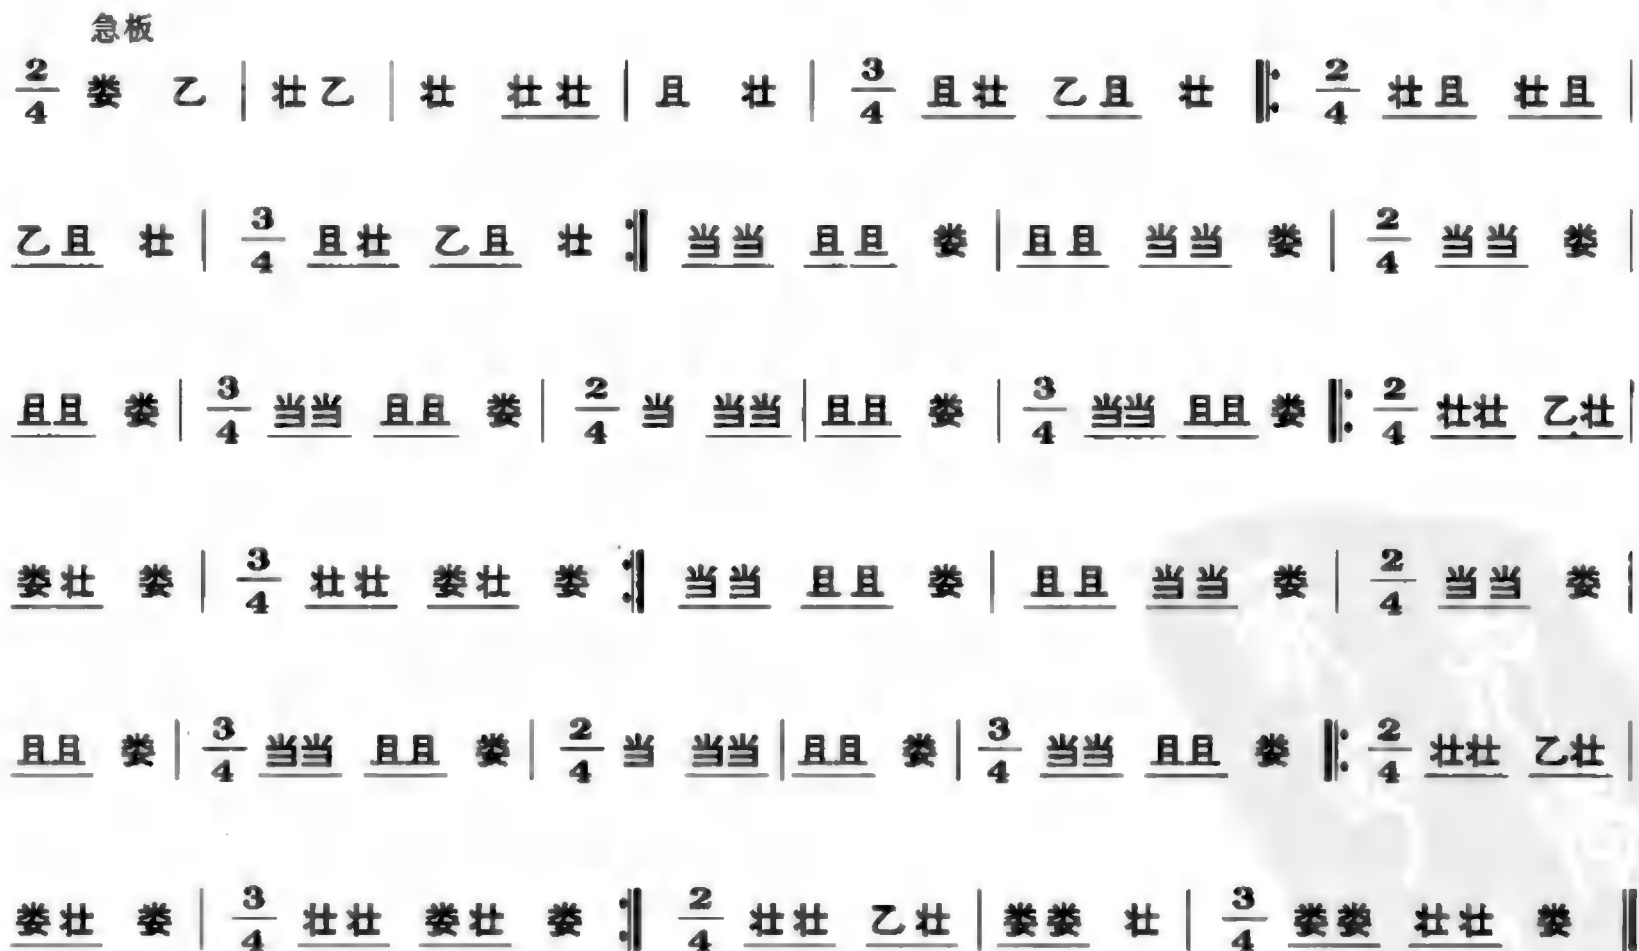 急板
2/4 娄 乙 | 壮 乙 | 壮 壮壮 | 且 壮 | 3/4 且壮 乙且 壮 ‖: 2/4 壮且 壮且 |
乙且 壮 | 3/4 且壮 乙且 壮 :‖ 当当 且且 娄 | 且且 当当 娄 | 2/4 当当 娄 |
且且 娄 | 3/4 当当 且且 娄 | 2/4 当 当当 | 且且 娄 | 3/4 当当 且且 娄 ‖: 2/4 壮壮 乙壮 |
娄壮 娄 | 3/4 壮壮 娄壮 娄 :‖ 当当 且且 娄 | 且且 当当 娄 | 2/4 当当 娄 |
且且 娄 | 3/4 当当 且且 娄 | 2/4 当 当当 | 且且 娄 | 3/4 当当 且且 娄 ‖: 2/4 壮壮 乙壮 |
娄壮 娄 | 3/4 壮壮 娄壮 娄 :‖ 2/4 壮壮 乙壮 | 娄娄 壮 | 3/4 娄娄 壮壮 娄 ‖